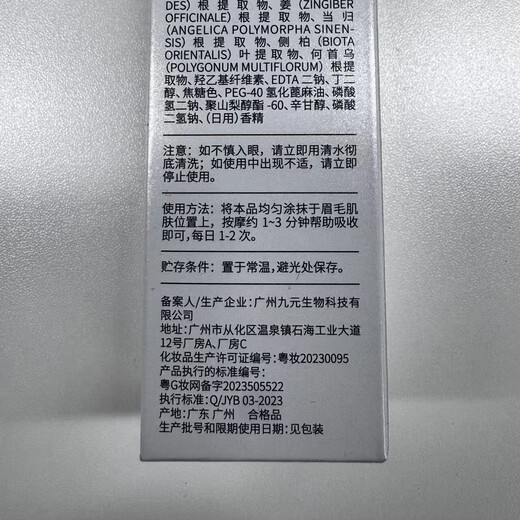 DES) 根提取物、姜 (ZINGIBER
OFFICINALE) 根提取物、当归
(ANGELICA POLYMORPHA SINEN-
SIS) 根提取物、侧柏 (BIOTA
ORIENTALIS) 叶提取物、何首乌
(POLYGONUM MULTIFLORUM) 根提
取物、羟乙基纤维素、EDTA 二钠、丁二
醇、焦糖色、PEG-40 氢化蓖麻油、磷酸
氢二钠、聚山梨醇酯 -60、辛甘醇、磷酸
二氢钠、(日用) 香精
注意：如不慎入眼，请立即用清水彻
底清洗；如使用中出现不适，请立即
停止使用。
使用方法：将本品均匀涂抹于眉毛肌
肤位置上，按摩约 1~3 分钟帮助吸收
即可，每日 1-2 次。
贮存条件：置于常温，避光处保存。
备案人/生产企业：广州九元生物科技有
限公司
地址：广州市从化区温泉镇石海工业大道
12号厂房A、厂房C
化妆品生产许可证编号：粤妆20230095
产品执行的标准编号：
粤G妆网备字2023505522
执行标准：Q/JYB 03-2023
产地：广东 广州 合格品
生产批号和限期使用日期：见包装